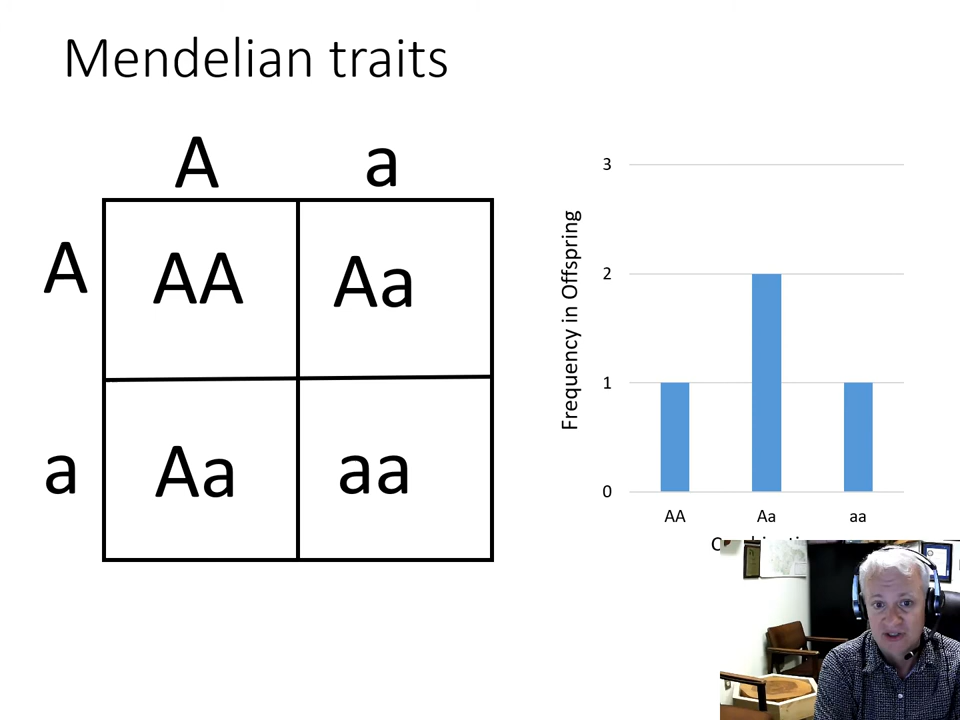 Mendelian traits
A a
A AA Aa
a Aa aa
Frequency in Offspring
3
2
1
0
AA Aa aa